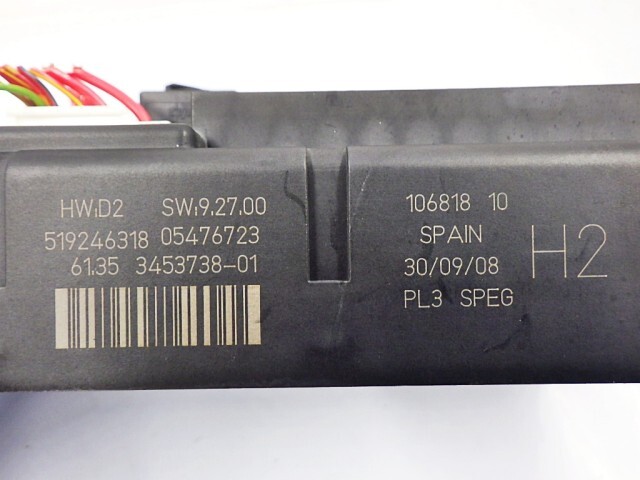 HW:D2 SW:9.27.00
519246318 05476723
61.35 3453738-01
106818 10
SPAIN
30/09/08
PL3 SPEG
H2